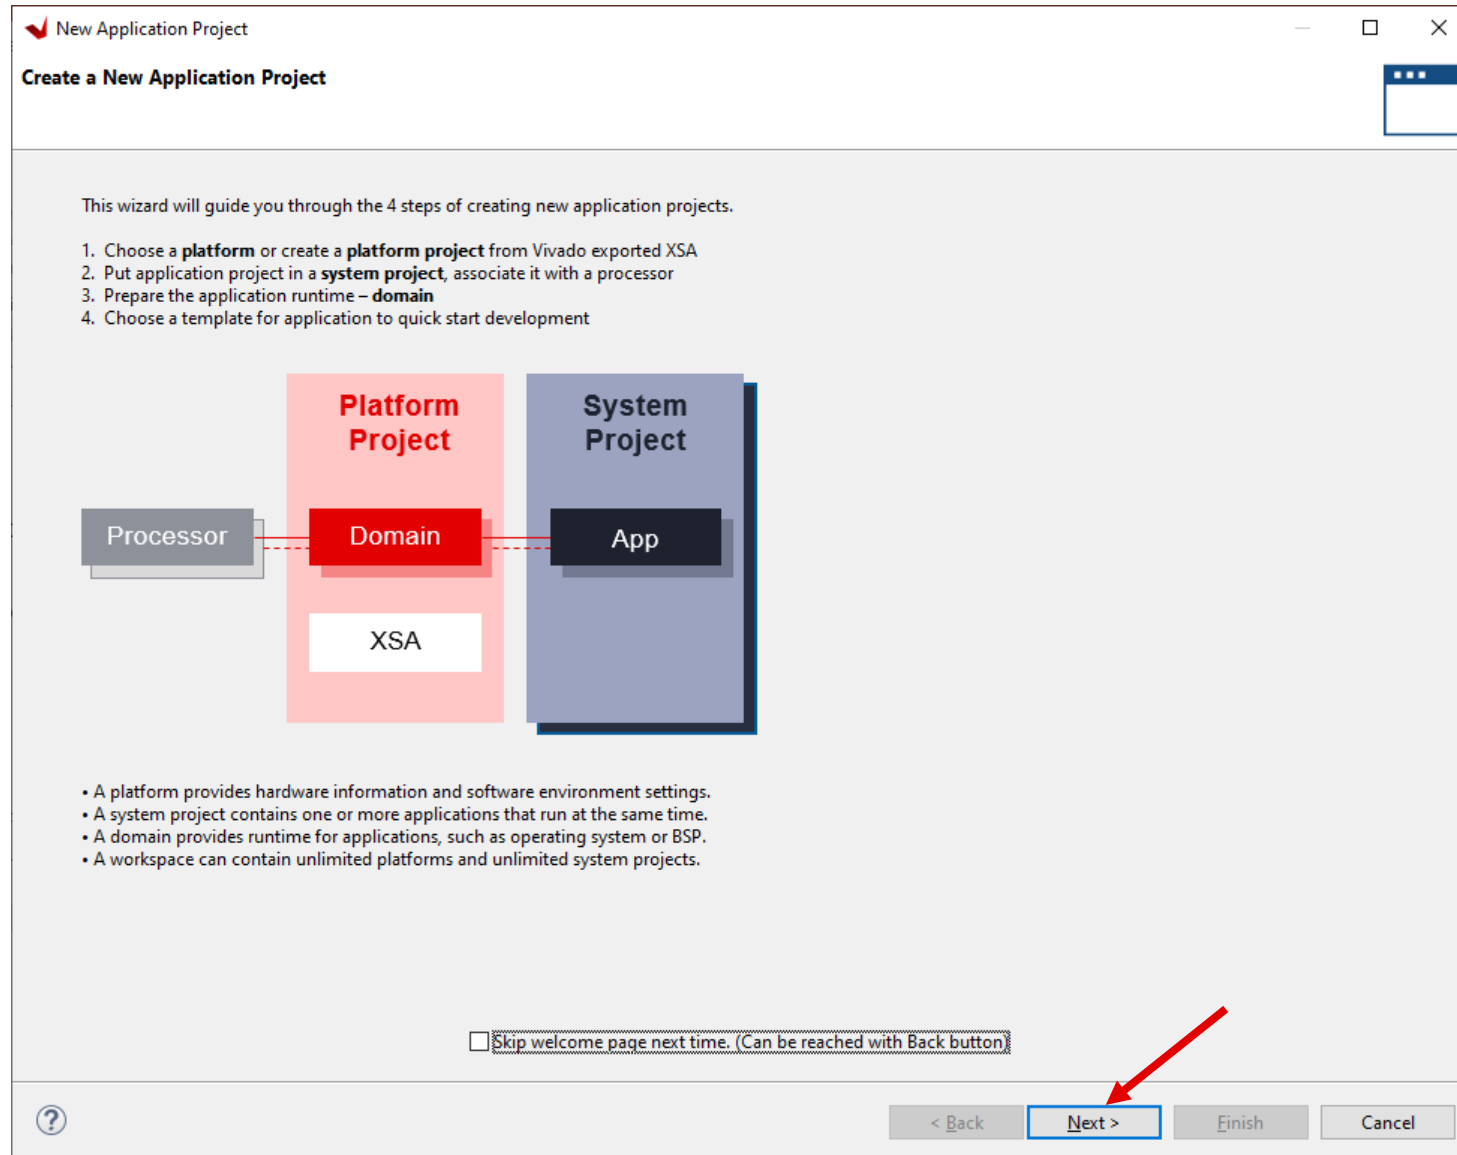 New Application Project
Create a New Application Project
This wizard will guide you through the 4 steps of creating new application projects.
1. Choose a platform or create a platform project from Vivado exported XSA
2. Put application project in a system project, associate it with a processor
3. Prepare the application runtime – domain
4. Choose a template for application to quick start development
Platform
Project
System
Project
Processor
Domain
App
XSA
• A platform provides hardware information and software environment settings.
• A system project contains one or more applications that run at the same time.
• A domain provides runtime for applications, such as operating system or BSP.
• A workspace can contain unlimited platforms and unlimited system projects.
Skip welcome page next time. (Can be reached with Back button)
?
< Back
Next >
Finish
Cancel